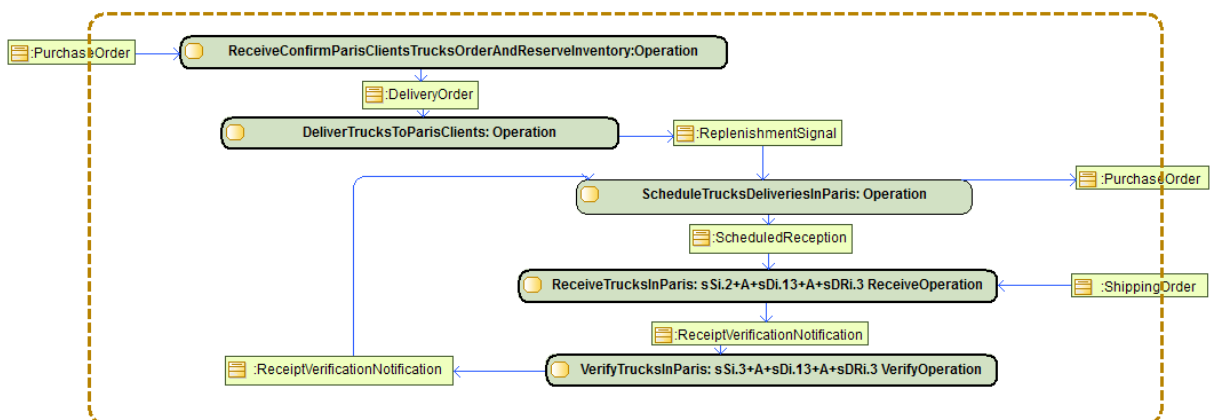 ReceiveConfirmParisClientsTrucksOrderAndReserveInventory:Operation
:PurchaseOrder
:DeliveryOrder
DeliverTrucksToParisClients: Operation
:ReplenishmentSignal
:PurchaseOrder
ScheduleTrucksDeliveriesInParis: Operation
:ScheduledReception
ReceiveTrucksInParis: sSi.2+A+sDi.13+A+sDRi.3 ReceiveOperation
:ShippingOrder
:ReceiptVerificationNotification
:ReceiptVerificationNotification
VerifyTrucksInParis: sSi.3+A+sDi.13+A+sDRi.3 VerifyOperation